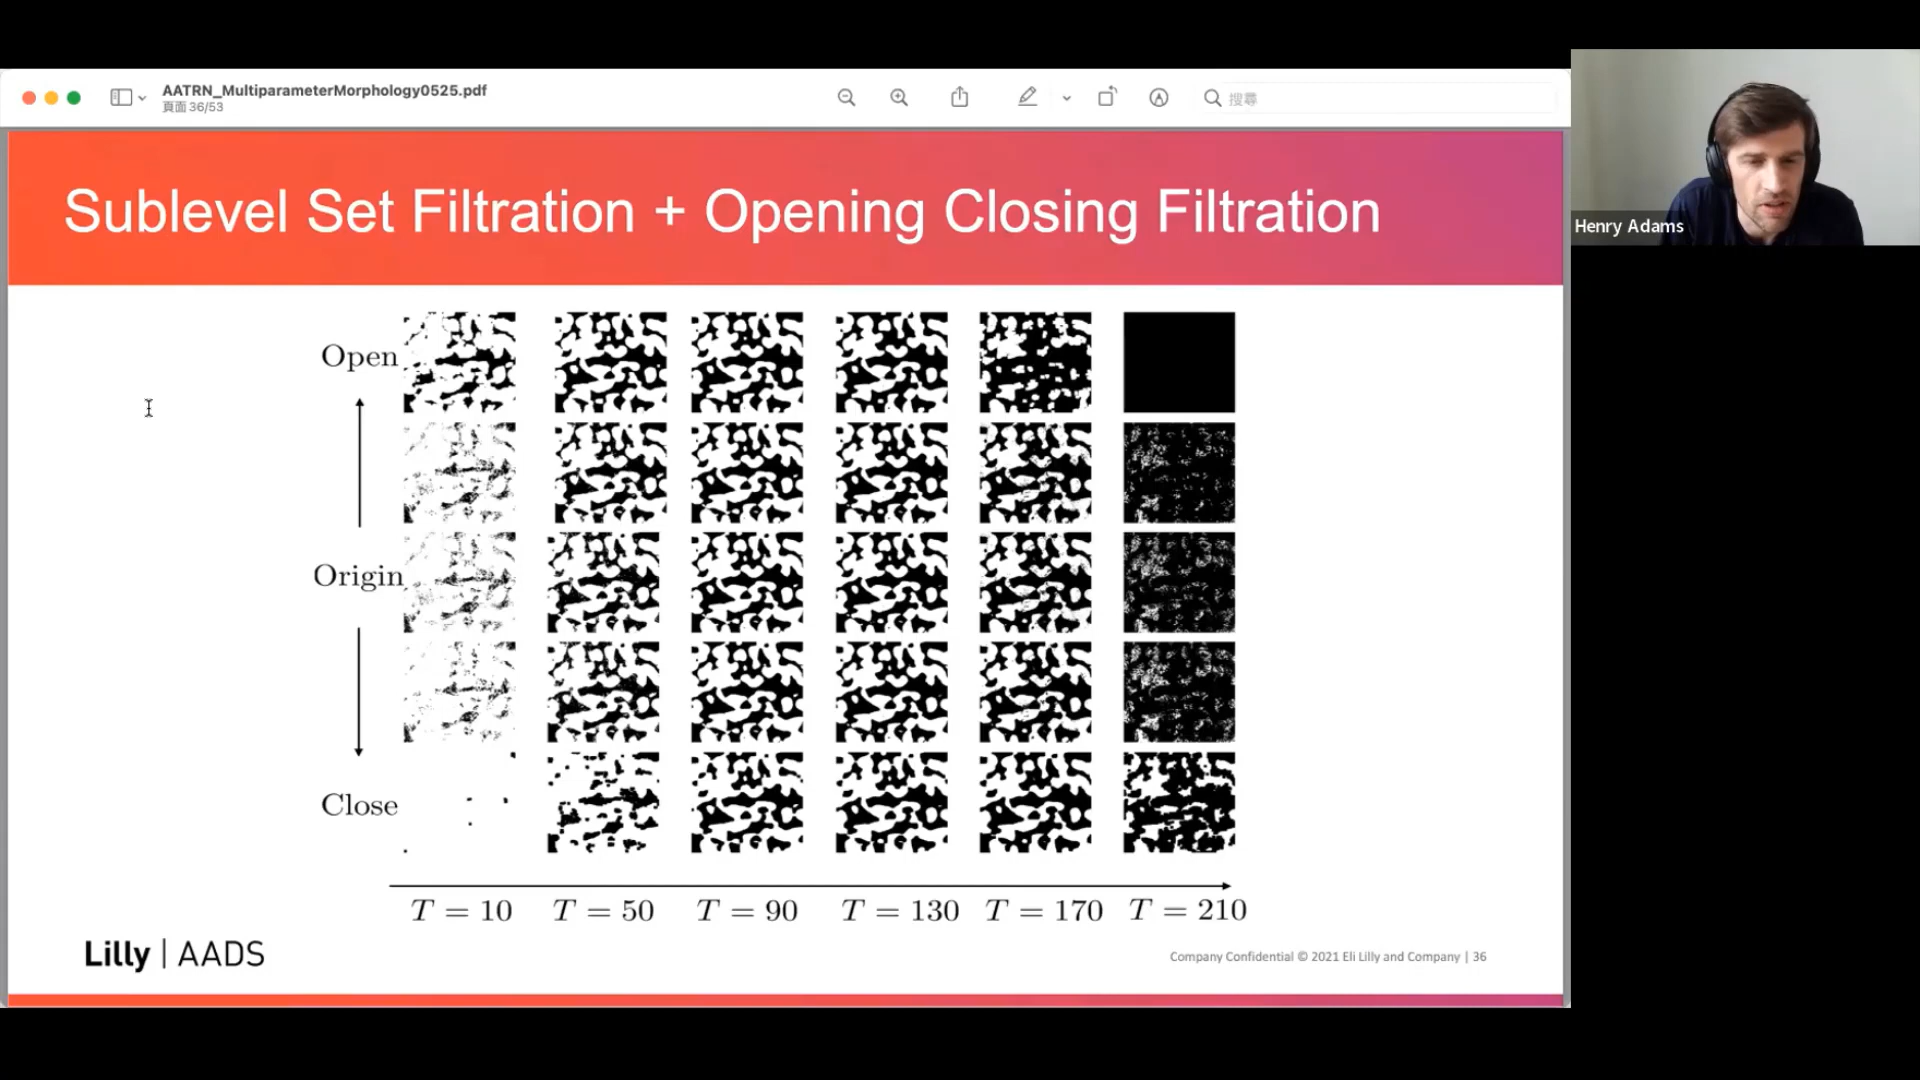 AATRN_MultiparameterMorphology0525.pdf
頁面 36/53
搜尋
Sublevel Set Filtration + Opening Closing Filtration
Henry Adams
Open
Origin
Close
T = 10 T = 50 T = 90 T = 130 T = 170 T = 210
Lilly | AADS
Company Confidential © 2021 Eli Lilly and Company | 36